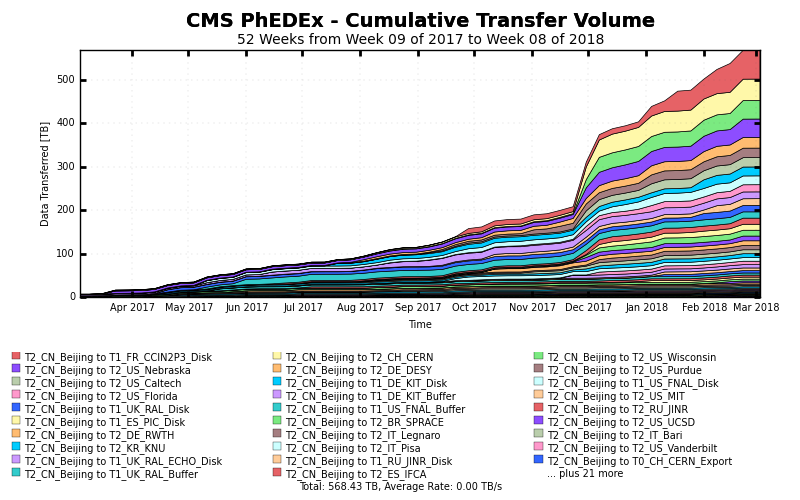 CMS PhEDEx - Cumulative Transfer Volume
52 Weeks from Week 09 of 2017 to Week 08 of 2018
Data Transferred [TB]
500
400
300
200
100
0
Apr 2017 May 2017 Jun 2017 Jul 2017 Aug 2017 Sep 2017 Oct 2017 Nov 2017 Dec 2017 Jan 2018 Feb 2018 Mar 2018
Time
T2_CN_Beijing to T1_FR_CCIN2P3_Disk T2_CN_Beijing to T2_CH_CERN T2_CN_Beijing to T2_US_Wisconsin
T2_CN_Beijing to T2_US_Nebraska T2_CN_Beijing to T2_DE_DESY T2_CN_Beijing to T2_US_Purdue
T2_CN_Beijing to T2_US_Caltech T2_CN_Beijing to T1_DE_KIT_Disk T2_CN_Beijing to T1_US_FNAL_Disk
T2_CN_Beijing to T2_US_Florida T2_CN_Beijing to T1_DE_KIT_Buffer T2_CN_Beijing to T2_US_MIT
T2_CN_Beijing to T1_UK_RAL_Disk T2_CN_Beijing to T1_US_FNAL_Buffer T2_CN_Beijing to T2_RU_JINR
T2_CN_Beijing to T1_ES_PIC_Disk T2_CN_Beijing to T2_BR_SPRACE T2_CN_Beijing to T2_US_UCSD
T2_CN_Beijing to T2_DE_RWTH T2_CN_Beijing to T2_IT_Legnaro T2_CN_Beijing to T2_IT_Bari
T2_CN_Beijing to T2_KR_KNU T2_CN_Beijing to T2_IT_Pisa T2_CN_Beijing to T2_US_Vanderbilt
T2_CN_Beijing to T1_UK_RAL_ECHO_Disk T2_CN_Beijing to T1_RU_JINR_Disk T2_CN_Beijing to T0_CH_CERN_Export
T2_CN_Beijing to T1_UK_RAL_Buffer T2_CN_Beijing to T2_ES_IFCA ... plus 21 more
Total: 568.43 TB, Average Rate: 0.00 TB/s